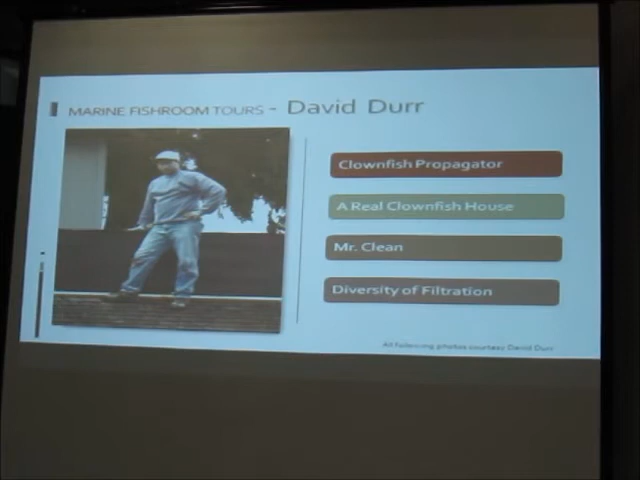 MARINE FISHROOM TOURS - David Durr
Clownfish Propagator
A Real Clownfish House
Mr. Clean
Diversity of Filtration
All following photos courtesy David Durr